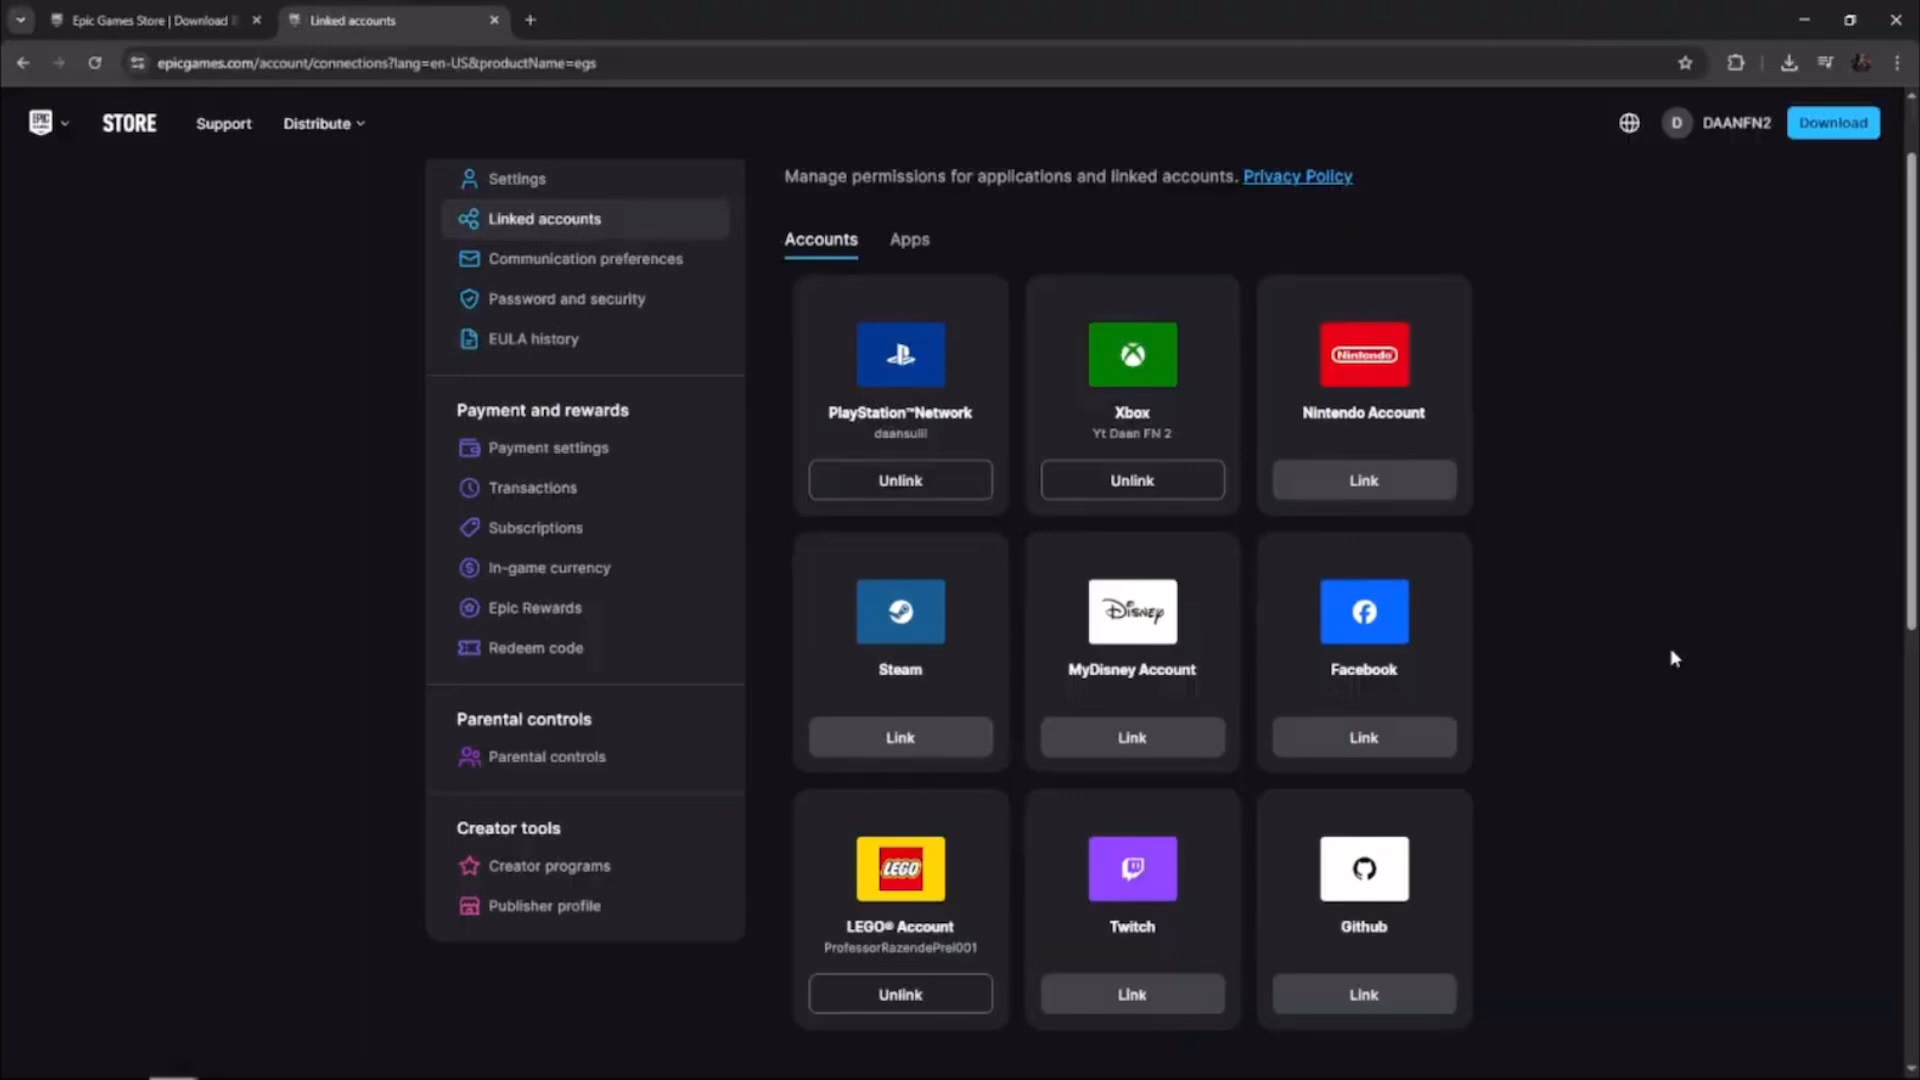 Epic Games Store | Download
Linked accounts
epicgames.com/account/connections?lang=en-US&productName=egs
EPIC
GAMES
STORE
Support
Distribute
D
DAANFN2
Download
Settings
Linked accounts
Communication preferences
Password and security
EULA history
Payment and rewards
Payment settings
Transactions
Subscriptions
In-game currency
Epic Rewards
Redeem code
Parental controls
Parental controls
Creator tools
Creator programs
Publisher profile
Manage permissions for applications and linked accounts. Privacy Policy
Accounts
Apps
PlayStation™Network
Unlink
Xbox
Yt Daan FN 2
Unlink
Nintendo
Nintendo Account
Link
Steam
Link
Disney
MyDisney Account
Link
Facebook
Link
LEGO
LEGO® Account
ProfessorRazendePrel001
Unlink
Twitch
Link
Github
Link